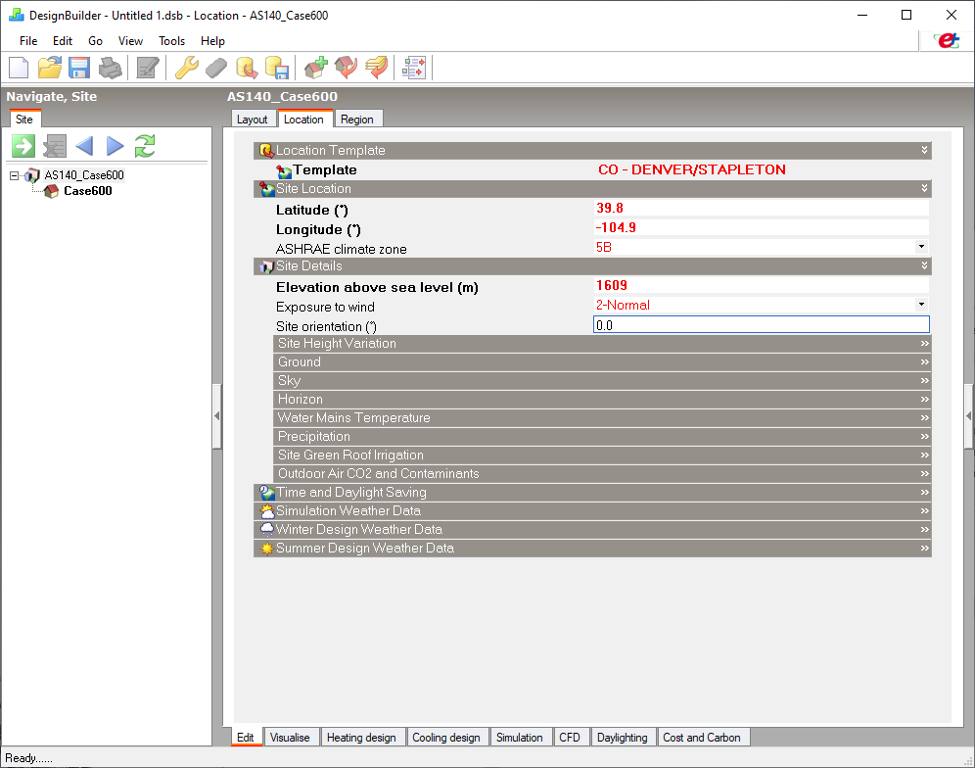 DesignBuilder - Untitled 1.dsb - Location - AS140_Case600
File Edit Go View Tools Help
Navigate, Site
AS140_Case600
Site
Layout Location Region
AS140_Case600
Case600
Location Template
Template CO - DENVER/STAPLETON
Site Location
Latitude (°) 39.8
Longitude (°) -104.9
ASHRAE climate zone 5B
Site Details
Elevation above sea level (m) 1609
Exposure to wind 2-Normal
Site orientation (°) 0.0
Site Height Variation
Ground
Sky
Horizon
Water Mains Temperature
Precipitation
Site Green Roof Irrigation
Outdoor Air CO2 and Contaminants
Time and Daylight Saving
Simulation Weather Data
Winter Design Weather Data
Summer Design Weather Data
Edit Visualise Heating design Cooling design Simulation CFD Daylighting Cost and Carbon
Ready......